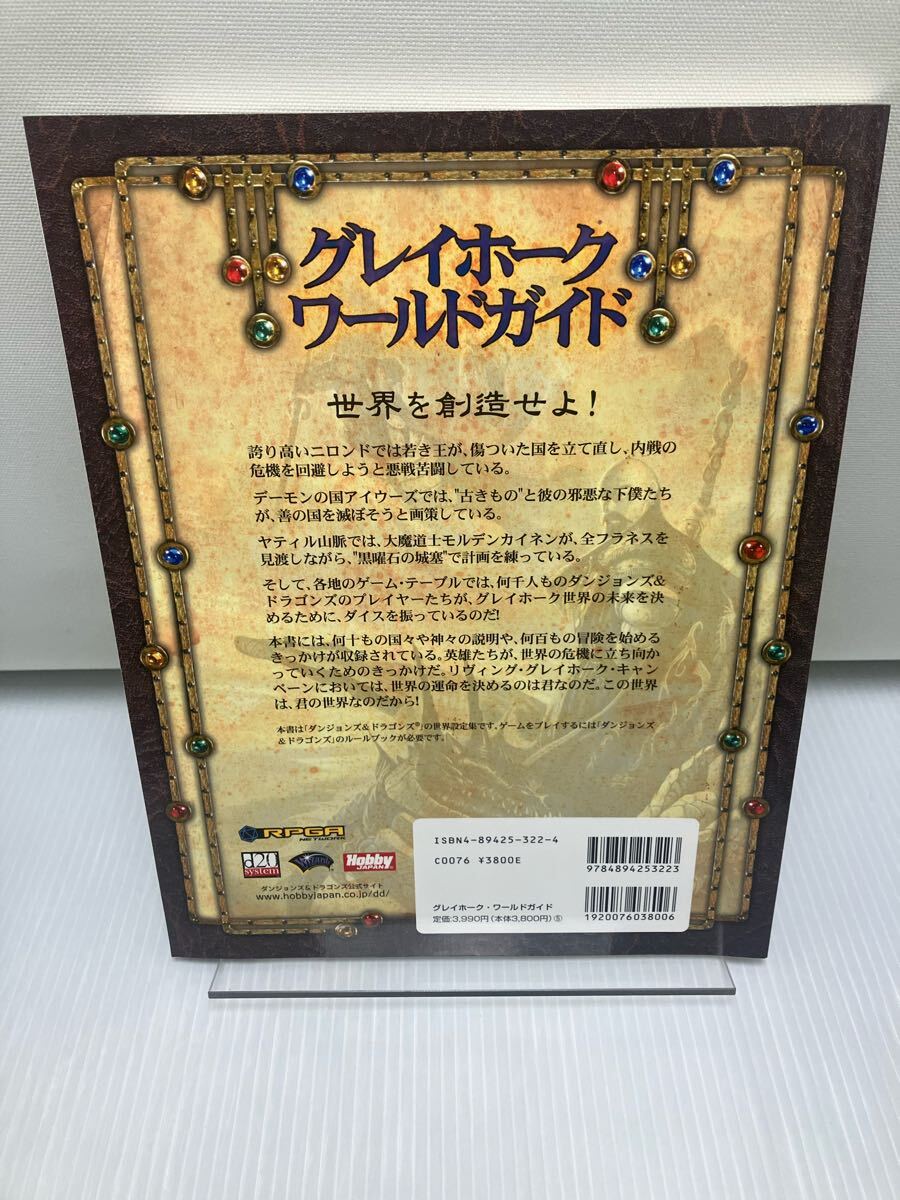 グレイホーク
ワールドガイド
世界を創造せよ！
誇り高いニロンドでは若き王が、傷ついた国を立て直し、内戦の
危機を回避しようと悪戦苦闘している。
デーモンの国アイウーズでは、"古きもの"と彼の邪悪な下僕たち
が、善の国を滅ぼそうと画策している。
ヤティル山脈では、大魔道士モルデンカイネンが、全フラネスを
見渡しながら、"黒曜石の城塞"で計画を練っている。
そして、各地のゲーム・テーブルでは、何千人ものダンジョンズ&
ドラゴンズのプレイヤーたちが、グレイホーク世界の未来を決
めるために、ダイスを振っているのだ!
本書には、何十もの国々や神々の説明や、何百もの冒険を始める
きっかけが収録されている。英雄たちが、世界の危機に立ち向か
っていくためのきっかけだ。リヴィング・グレイホーク・キャン
ペーンにおいては、世界の運命を決めるのは君なのだ。この世界
は、君の世界なのだから!
本書は「ダンジョンズ&ドラゴンズ®」の世界設定集です。ゲームをプレイするには「ダンジョンズ
&ドラゴンズ」のルールブックが必要です。
RPGA
NETWORK
d20
system
Hobby
JAPAN
ダンジョンズ&ドラゴンズ公式サイト
www.hobbyjapan.co.jp/dd/
ISBN4-89425-322-4
C0076 ¥3800E
9784894253223
1920076038006
グレイホーク・ワールドガイド
定価:3,990円(本体3,800円)⑤